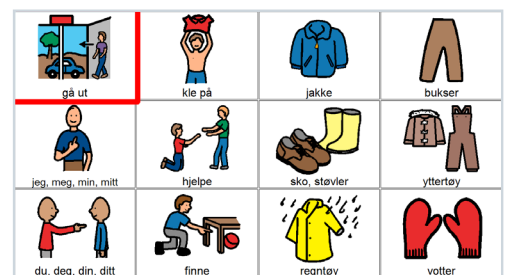 gå ut
kle på
jakke
bukser
jeg, meg, min, mitt
hjelpe
sko, støvler
yttertøy
du, deg, din, ditt
finne
regntøy
votter